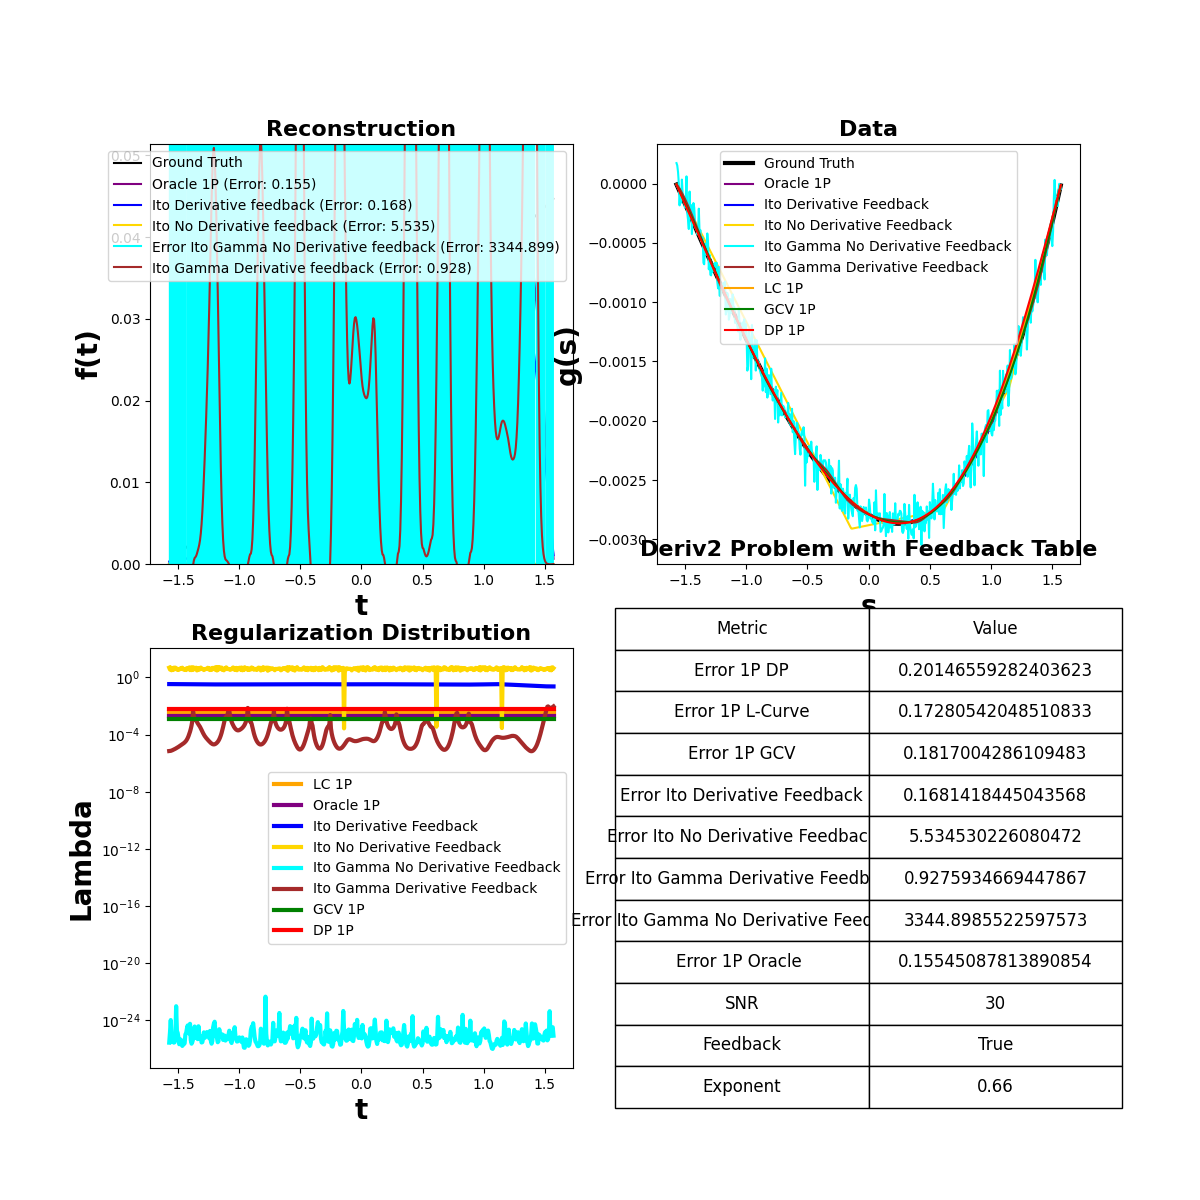 Reconstruction
0.05
0.04
0.03
0.02
0.01
0.00
f(t)
Ground Truth
Oracle 1P (Error: 0.155)
Ito Derivative feedback (Error: 0.168)
Ito No Derivative feedback (Error: 5.535)
Error Ito Gamma No Derivative feedback (Error: 3344.899)
Ito Gamma Derivative feedback (Error: 0.928)
−1.5 −1.0 −0.5 0.0 0.5 1.0 1.5
t
Data
0.0000
−0.0005
−0.0010
−0.0015
−0.0020
−0.0025
−0.0030
g(s)
Ground Truth
Oracle 1P
Ito Derivative Feedback
Ito No Derivative Feedback
Ito Gamma No Derivative Feedback
Ito Gamma Derivative Feedback
LC 1P
GCV 1P
DP 1P
−1.5 −1.0 −0.5 0.0 0.5 1.0 1.5
s
Regularization Distribution
10⁰
10⁻⁴
10⁻⁸
10⁻¹²
10⁻¹⁶
10⁻²⁰
10⁻²⁴
Lambda
LC 1P
Oracle 1P
Ito Derivative Feedback
Ito No Derivative Feedback
Ito Gamma No Derivative Feedback
Ito Gamma Derivative Feedback
GCV 1P
DP 1P
−1.5 −1.0 −0.5 0.0 0.5 1.0 1.5
t
Deriv2 Problem with Feedback Table
Metric Value
Error 1P DP 0.20146559282403623
Error 1P L-Curve 0.17280542048510833
Error 1P GCV 0.1817004286109483
Error Ito Derivative Feedback 0.1681418445043568
Error Ito No Derivative Feedbac 5.534530226080472
Error Ito Gamma Derivative Feedb 0.9275934669447867
Error Ito Gamma No Derivative Feed 3344.8985522597573
Error 1P Oracle 0.15545087813890854
SNR 30
Feedback True
Exponent 0.66